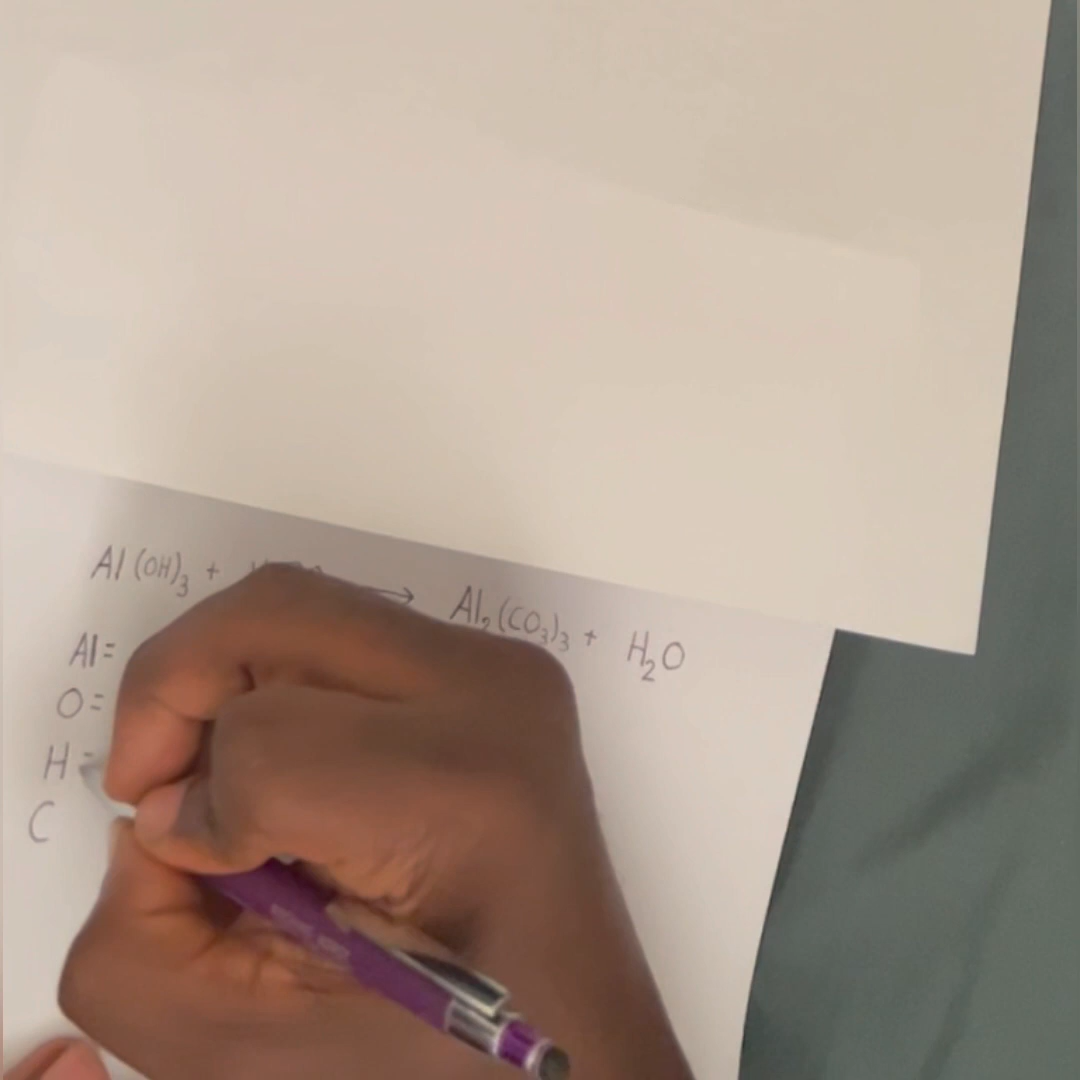 Al(OH)₃ + → Al₂(CO₃)₃ + H₂O
Al=
O=
H=
C